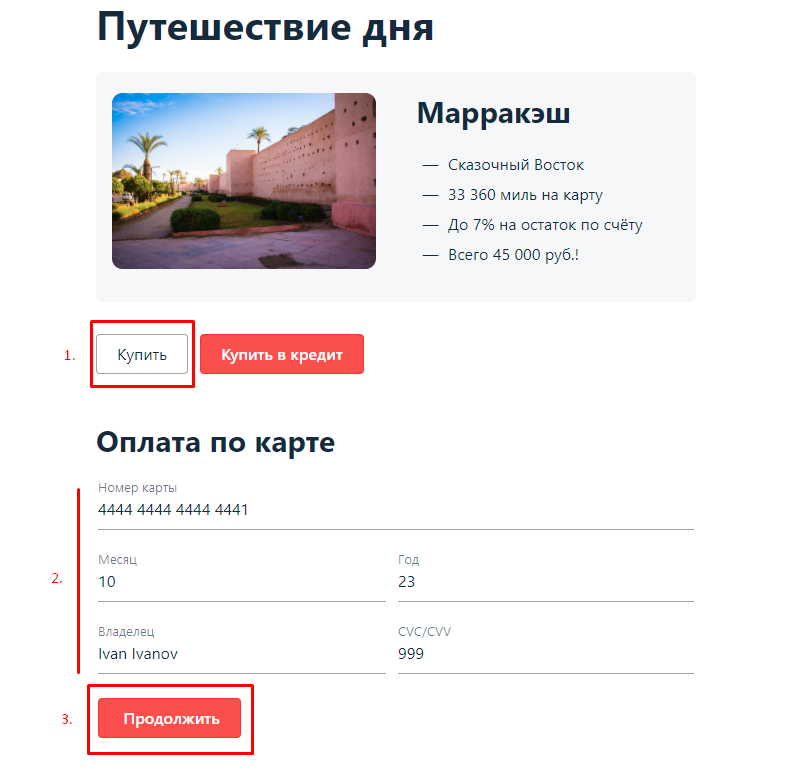 Путешествие дня
Марракэш
— Сказочный Восток
— 33 360 миль на карту
— До 7% на остаток по счёту
— Всего 45 000 руб.!
1. Купить Купить в кредит
Оплата по карте
Номер карты
4444 4444 4444 4441
Месяц Год
10 23
2.
Владелец CVC/CVV
Ivan Ivanov 999
3. Продолжить